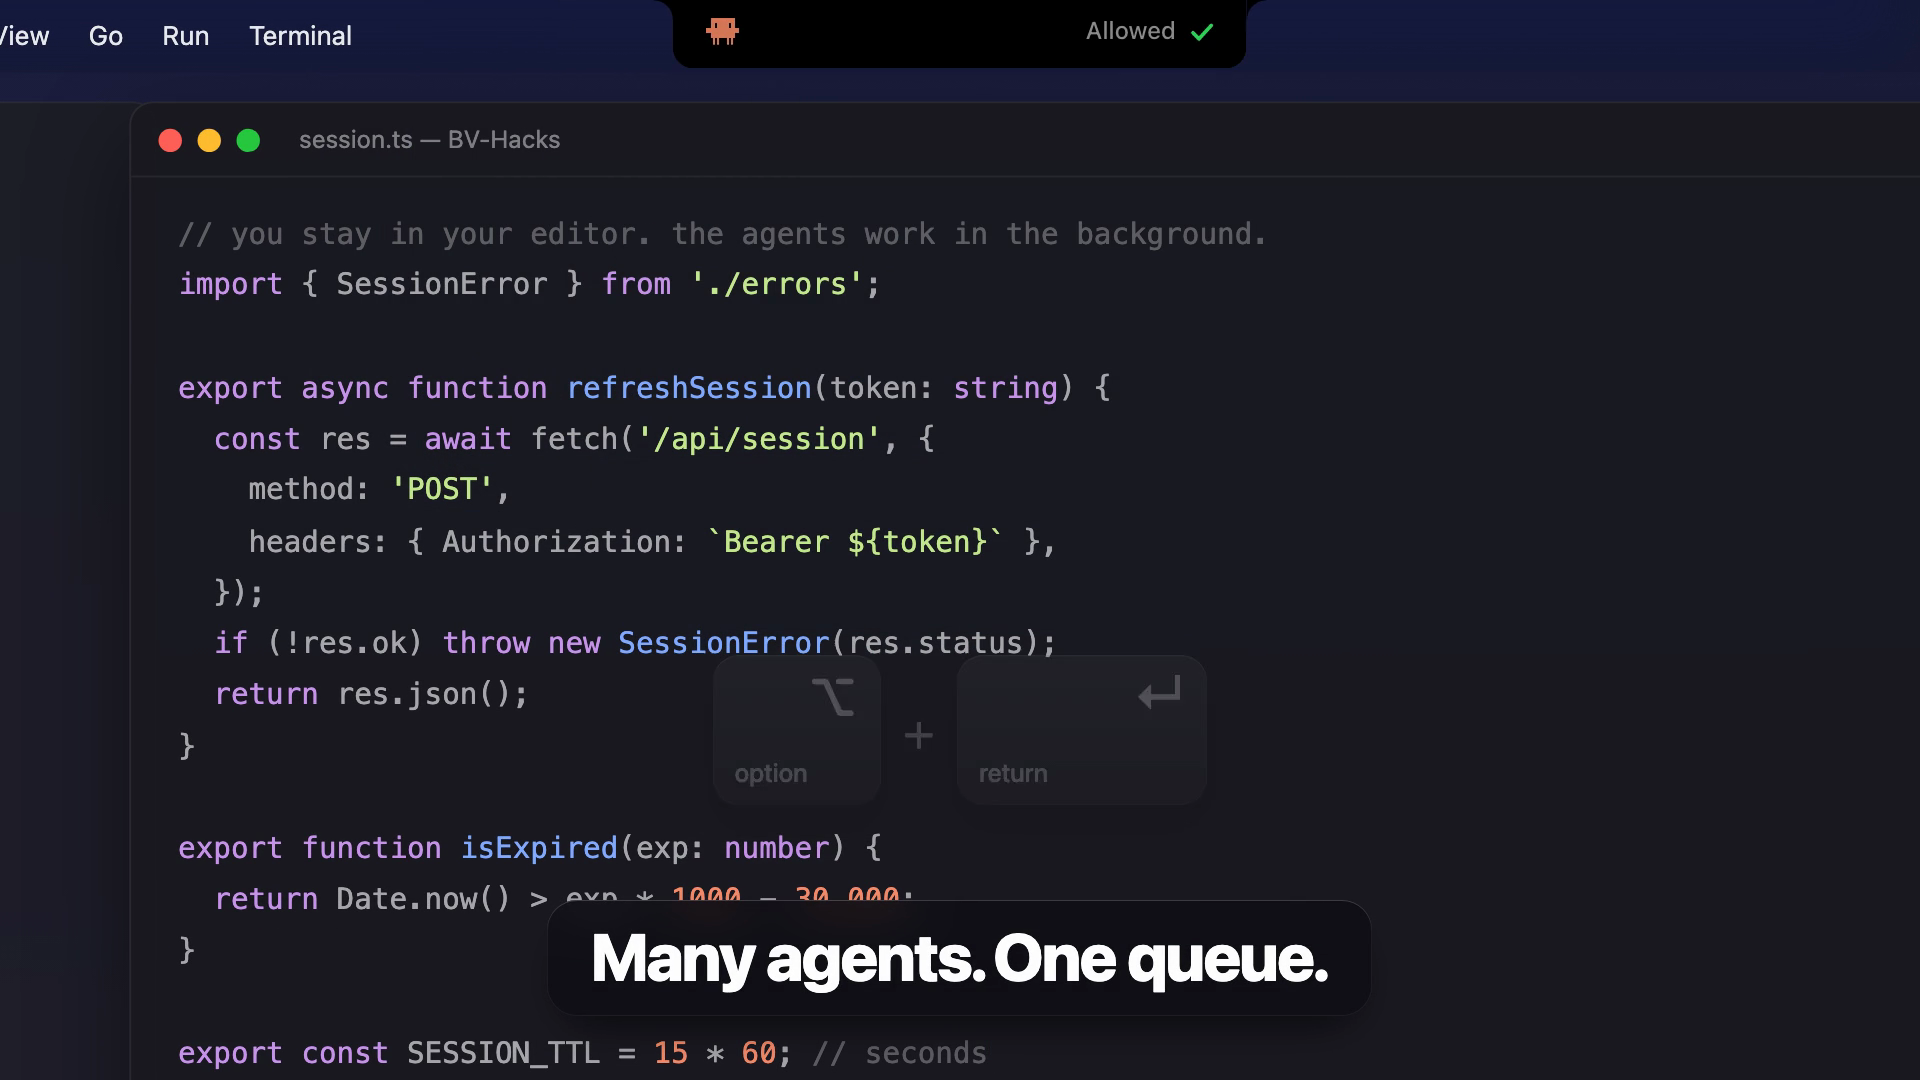 View Go Run Terminal
Allowed
session.ts — BV-Hacks
// you stay in your editor. the agents work in the background.
import { SessionError } from './errors';
export async function refreshSession(token: string) {
const res = await fetch('/api/session', {
method: 'POST',
headers: { Authorization: `Bearer ${token}` },
});
if (!res.ok) throw new SessionError(res.status);
return res.json();
}
option + return
export function isExpired(exp: number) {
return Date.now() > exp * 1000 - 30_000;
}
Many agents. One queue.
export const SESSION_TTL = 15 * 60; // seconds